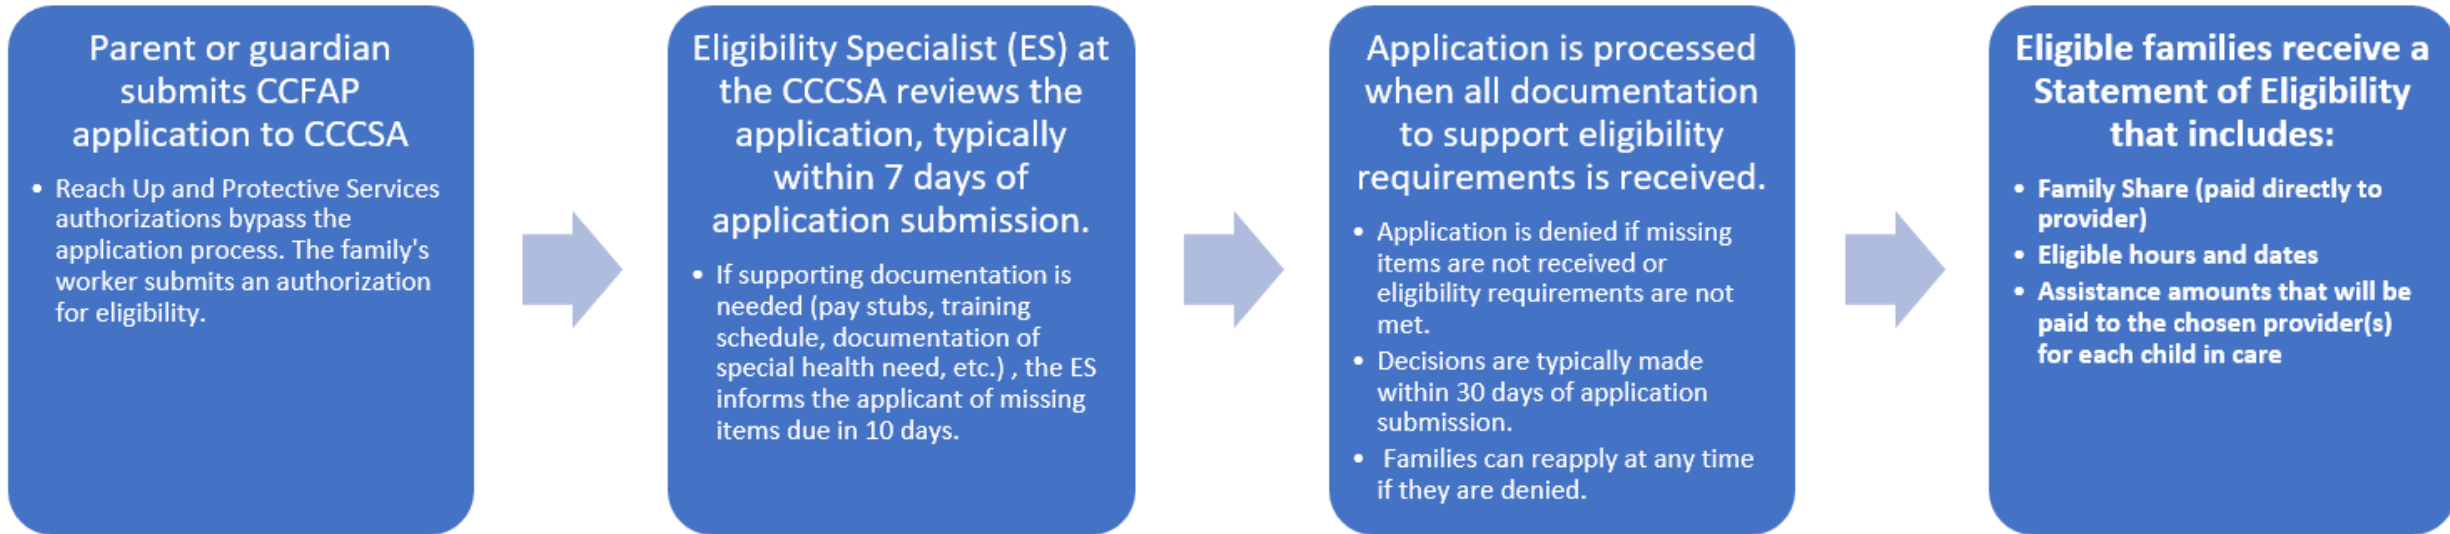 Parent or guardian
submits CCFAP
application to CCCSA
• Reach Up and Protective Services
authorizations bypass the
application process. The family's
worker submits an authorization
for eligibility.
Eligibility Specialist (ES) at
the CCCSA reviews the
application, typically
within 7 days of
application submission.
• If supporting documentation is
needed (pay stubs, training
schedule, documentation of
special health need, etc.) , the ES
informs the applicant of missing
items due in 10 days.
Application is processed
when all documentation
to support eligibility
requirements is received.
• Application is denied if missing
items are not received or
eligibility requirements are not
met.
• Decisions are typically made
within 30 days of application
submission.
• Families can reapply at any time
if they are denied.
Eligible families receive a
Statement of Eligibility
that includes:
• Family Share (paid directly to
provider)
• Eligible hours and dates
• Assistance amounts that will be
paid to the chosen provider(s)
for each child in care